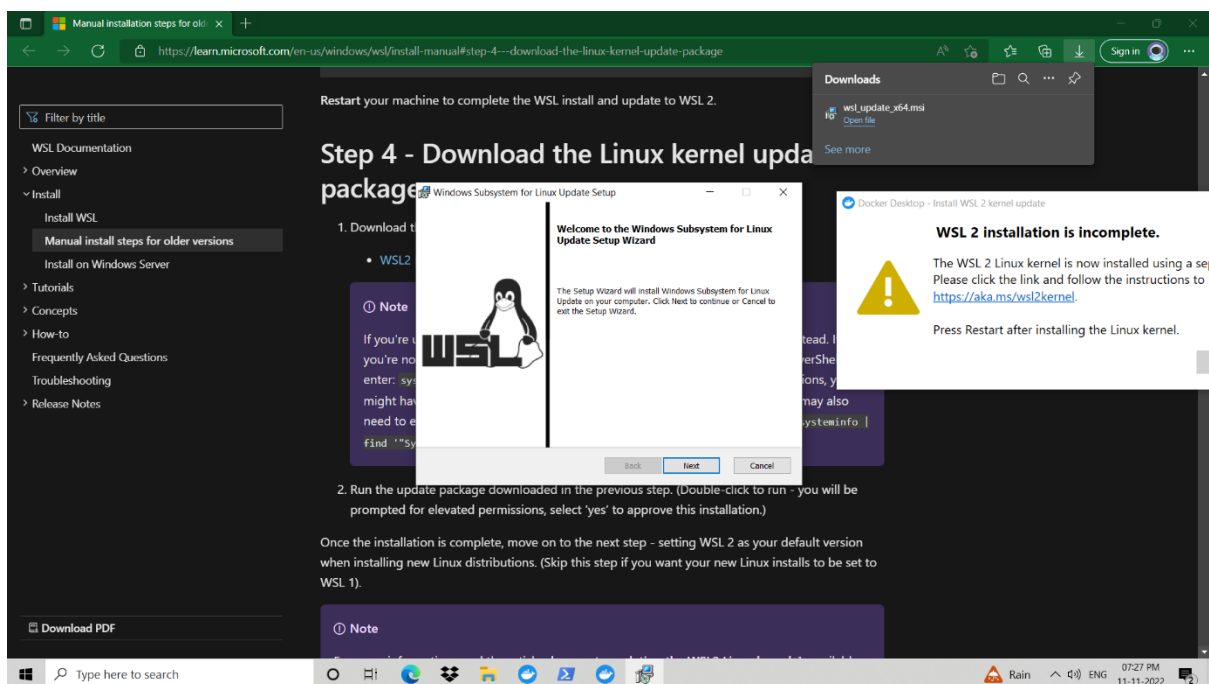 Manual installation steps for old
https://learn.microsoft.com/en-us/windows/wsl/install-manual#step-4---download-the-linux-kernel-update-package
Sign in
Downloads
wsl_update_x64.msi
Open file
See more
Filter by title
WSL Documentation
Overview
Install
Install WSL
Manual install steps for older versions
Install on Windows Server
Tutorials
Concepts
How-to
Frequently Asked Questions
Troubleshooting
Release Notes
Download PDF
Restart your machine to complete the WSL install and update to WSL 2.
Step 4 - Download the Linux kernel upda
package
1. Download t
• WSL2
Note
If you're u
tead. I
you're no
erShe
enter: sys
ions, y
might hav
may also
need to e
systeminfo |
find '"Sy
2. Run the update package downloaded in the previous step. (Double-click to run - you will be
prompted for elevated permissions, select 'yes' to approve this installation.)
Once the installation is complete, move on to the next step - setting WSL 2 as your default version
when installing new Linux distributions. (Skip this step if you want your new Linux installs to be set to
WSL 1).
Note
Windows Subsystem for Linux Update Setup
Welcome to the Windows Subsystem for Linux
Update Setup Wizard
The Setup Wizard will install Windows Subsystem for Linux
Update on your computer. Click Next to continue or Cancel to
exit the Setup Wizard.
WSL
Back
Next
Cancel
Docker Desktop - Install WSL 2 kernel update
WSL 2 installation is incomplete.
The WSL 2 Linux kernel is now installed using a se
Please click the link and follow the instructions to
https://aka.ms/wsl2kernel.
Press Restart after installing the Linux kernel.
Type here to search
Rain
ENG
07:27 PM
11-11-2022
2